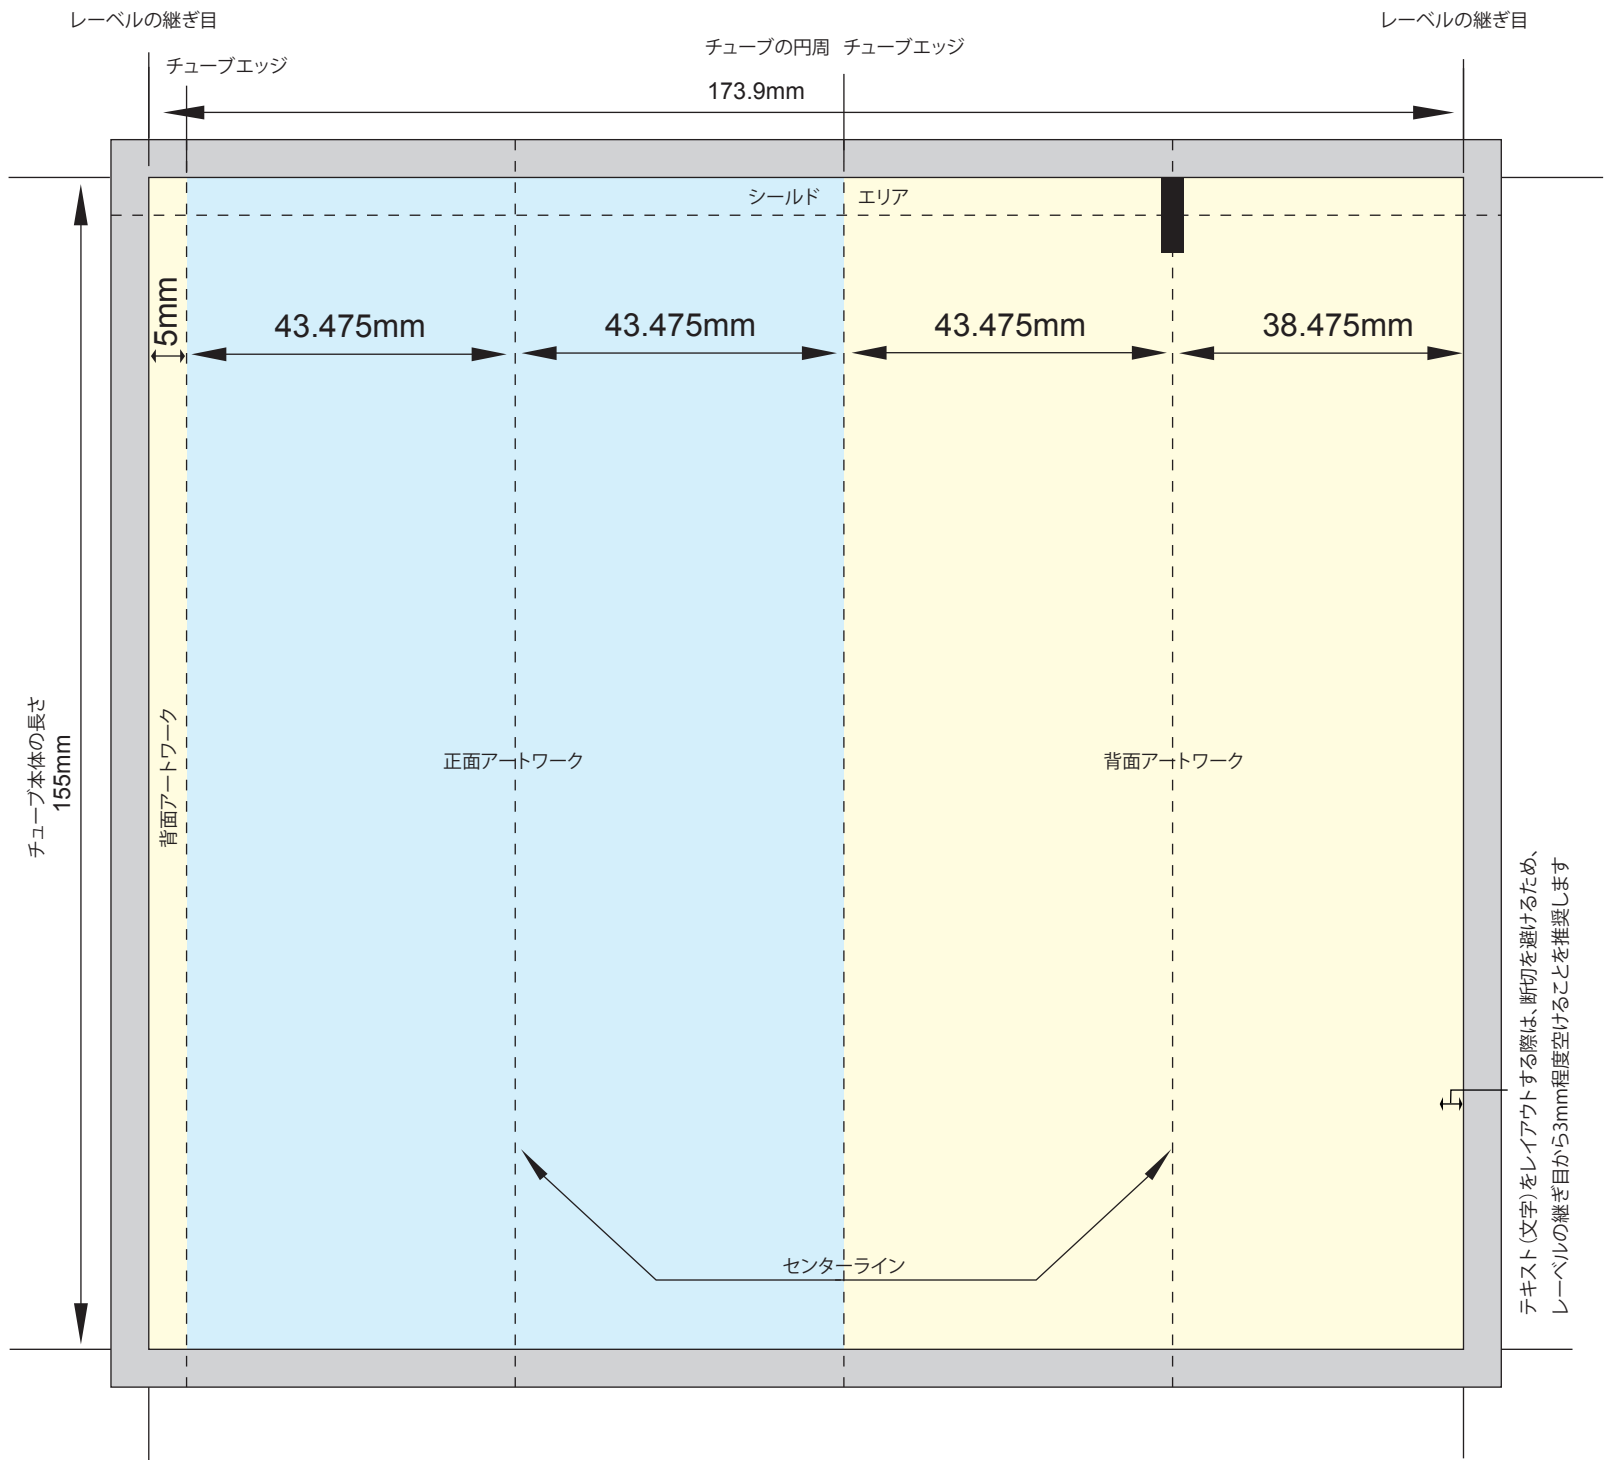 レーベルの継ぎ目
レーベルの継ぎ目
チューブの円周 チューブエッジ
チューブエッジ
173.9mm
シールド エリア
5mm
43.475mm
43.475mm
43.475mm
38.475mm
チューブ本体の長さ
155mm
背面アートワーク
正面アートワーク
背面アートワーク
テキスト(文字)をレイアウトする際は、断切を避けるため、
レーベルの継ぎ目から3mm程度空けることを推奨します
センターライン